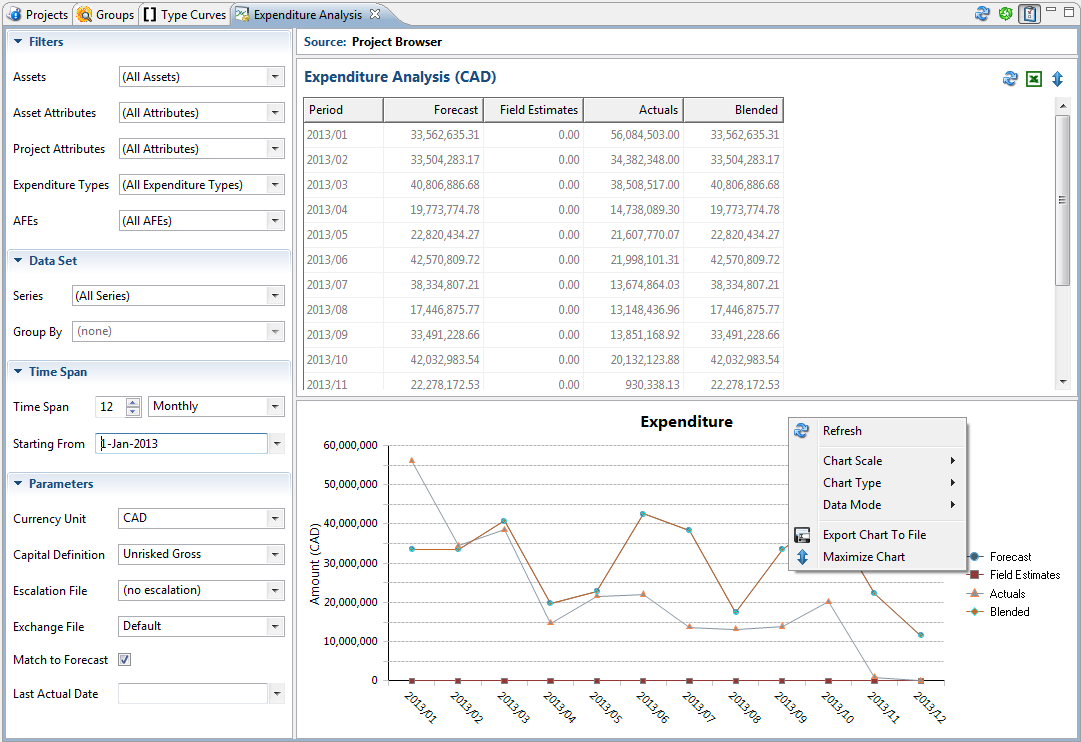 Projects Groups Type Curves Expenditure Analysis
Filters
Assets (All Assets)
Asset Attributes (All Attributes)
Project Attributes (All Attributes)
Expenditure Types (All Expenditure Types)
AFEs (All AFEs)
Data Set
Series (All Series)
Group By (none)
Time Span
Time Span 12 Monthly
Starting From 1-Jan-2013
Parameters
Currency Unit CAD
Capital Definition Unrisked Gross
Escalation File (no escalation)
Exchange File Default
Match to Forecast
Last Actual Date
Source: Project Browser
Expenditure Analysis (CAD)
Period Forecast Field Estimates Actuals Blended
2013/01 33,562,635.31 0.00 56,084,503.00 33,562,635.31
2013/02 33,504,283.17 0.00 34,382,348.00 33,504,283.17
2013/03 40,806,886.68 0.00 38,508,517.00 40,806,886.68
2013/04 19,773,774.78 0.00 14,738,089.30 19,773,774.78
2013/05 22,820,434.27 0.00 21,607,770.07 22,820,434.27
2013/06 42,570,809.72 0.00 21,998,101.31 42,570,809.72
2013/07 38,334,807.21 0.00 13,674,864.03 38,334,807.21
2013/08 17,446,875.77 0.00 13,148,436.96 17,446,875.77
2013/09 33,491,228.66 0.00 13,851,168.92 33,491,228.66
2013/10 42,032,983.54 0.00 20,132,123.88 42,032,983.54
2013/11 22,278,172.53 0.00 930,338.13 22,278,172.53
Expenditure
Amount (CAD)
60,000,000
50,000,000
40,000,000
30,000,000
20,000,000
10,000,000
0
2013/01 2013/02 2013/03 2013/04 2013/05 2013/06 2013/07 2013/08 2013/09 2013/10 2013/11 2013/12
Refresh
Chart Scale
Chart Type
Data Mode
Export Chart To File
Maximize Chart
Forecast
Field Estimates
Actuals
Blended